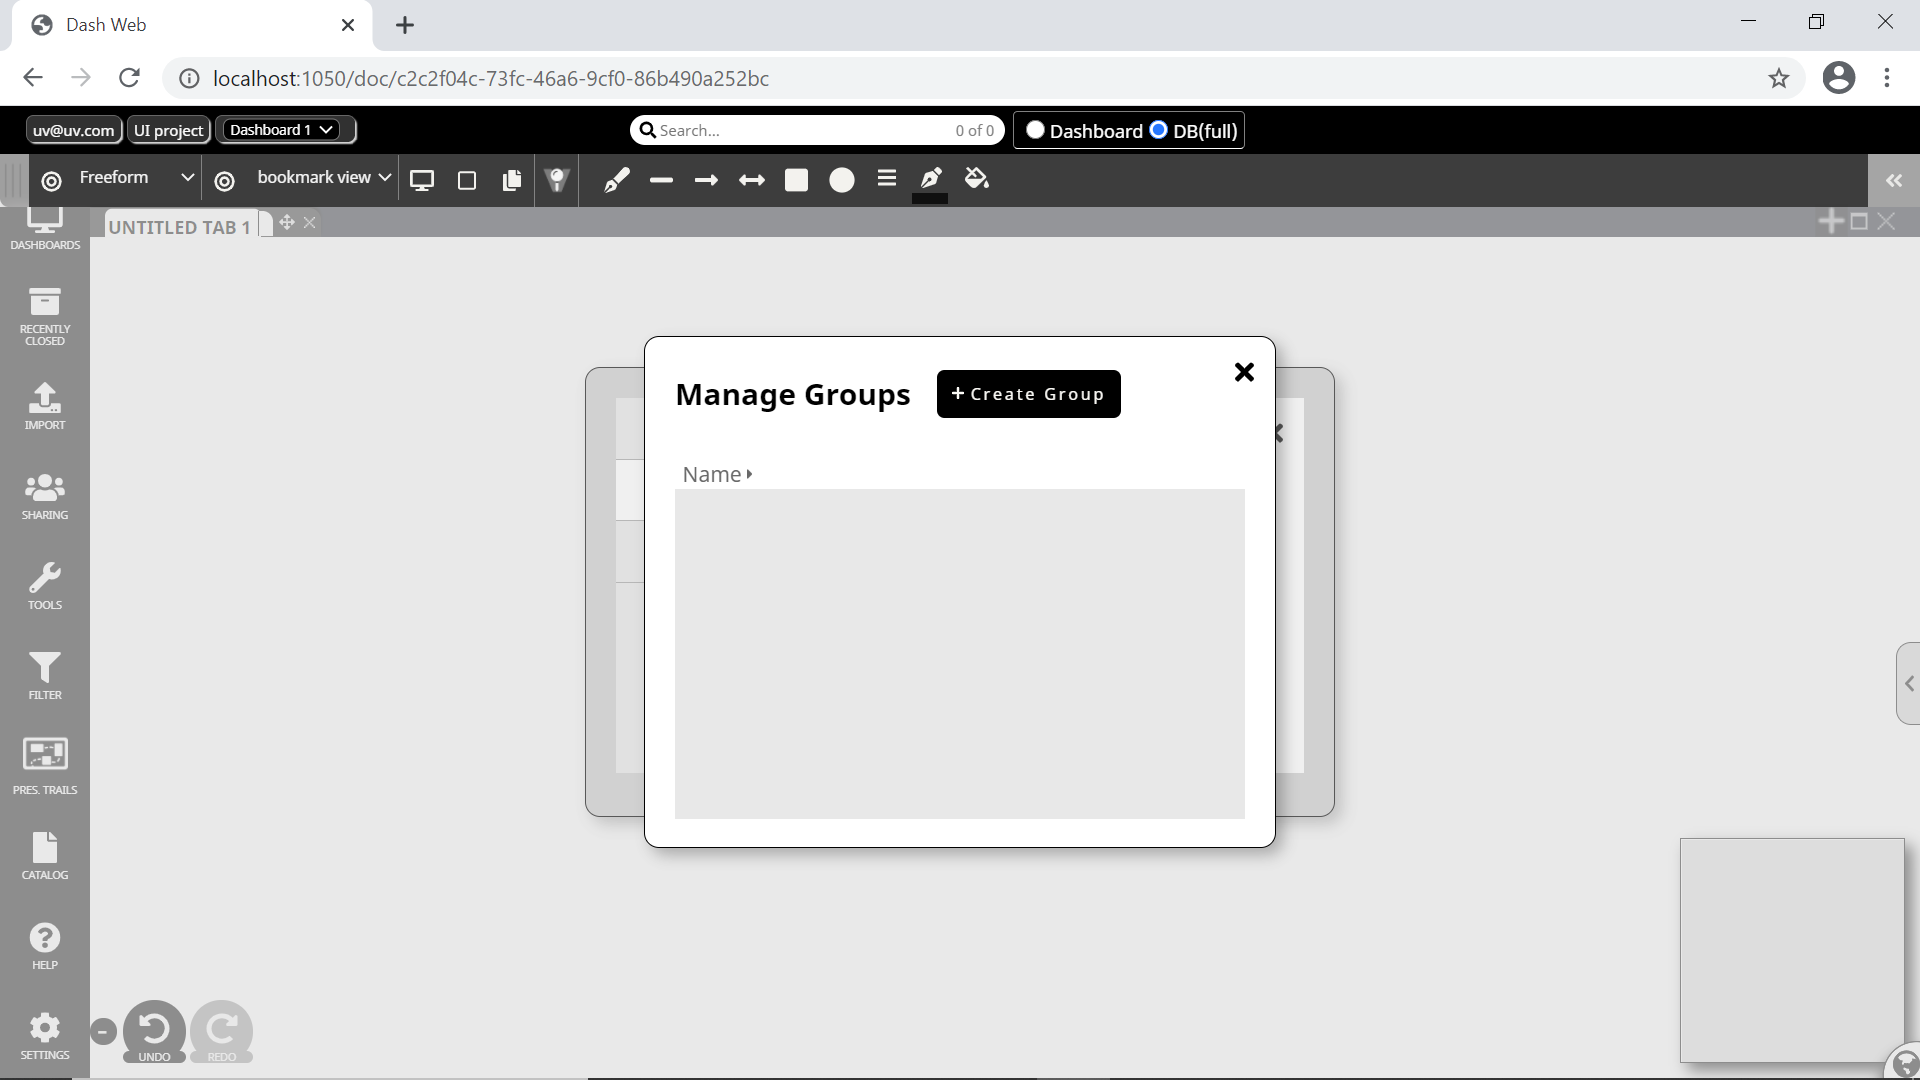 Dash Web
localhost:1050/doc/c2c2f04c-73fc-46a6-9cf0-86b490a252bc
uv@uv.com
UI project
Dashboard 1
Search...
0 of 0
Dashboard
DB(full)
Freeform
bookmark view
UNTITLED TAB 1
DASHBOARDS
RECENTLY
CLOSED
IMPORT
SHARING
TOOLS
FILTER
PRES. TRAILS
CATALOG
HELP
SETTINGS
Manage Groups
+ Create Group
Name
UNDO
REDO